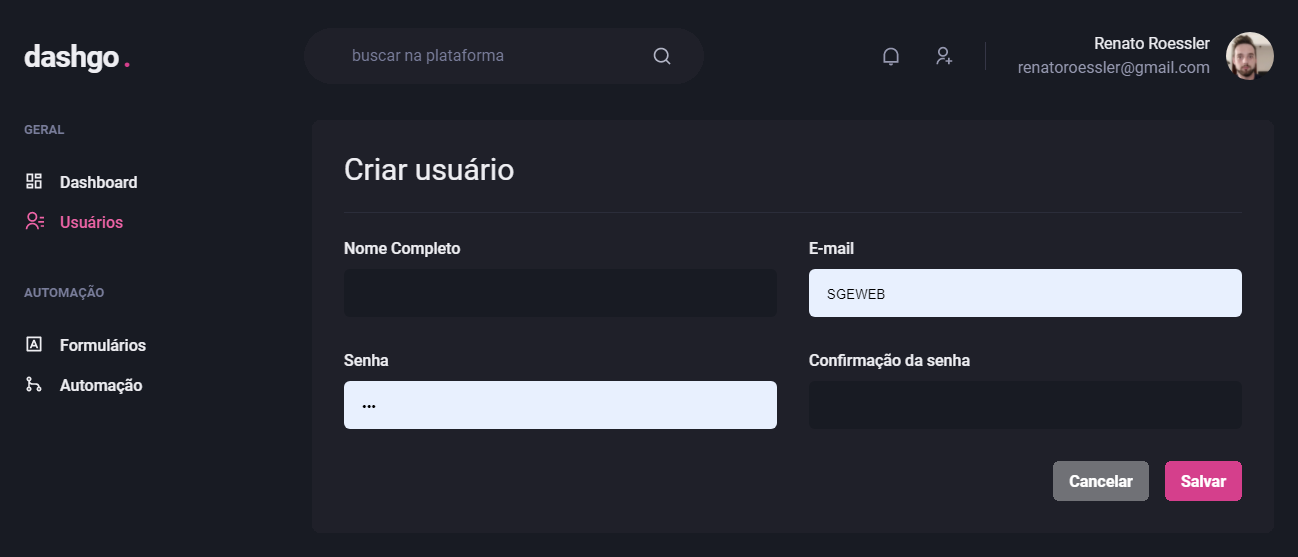 dashgo.
buscar na plataforma
Renato Roessler
renatoroessler@gmail.com
GERAL
Dashboard
Usuários
AUTOMAÇÃO
Formulários
Automação
Criar usuário
Nome Completo
E-mail
SGEWEB
Senha
•••
Confirmação da senha
Cancelar
Salvar